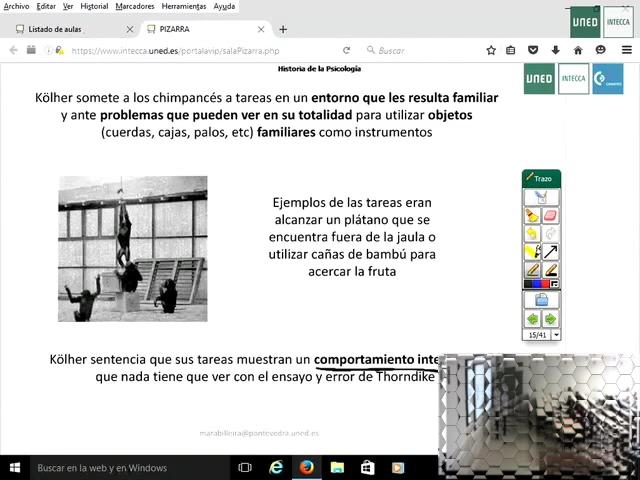 Archivo Editar Ver Historial Marcadores Herramientas Ayuda
Listado de aulas
PIZARRA
https://www.intecca.uned.es/portalavip/salaPizarra.php
Buscar
UNED INTECCA
Historia de la Psicología
UNED INTECCA
Kölher somete a los chimpancés a tareas en un entorno que les resulta familiar
y ante problemas que pueden ver en su totalidad para utilizar objetos
(cuerdas, cajas, palos, etc) familiares como instrumentos
Ejemplos de las tareas eran
alcanzar un plátano que se
encuentra fuera de la jaula o
utilizar cañas de bambú para
acercar la fruta
Trazo
15/41
Kölher sentencia que sus tareas muestran un comportamiento inte
que nada tiene que ver con el ensayo y error de Thorndike
marabilleira@pontevedra.uned.es
Buscar en la web y en Windows